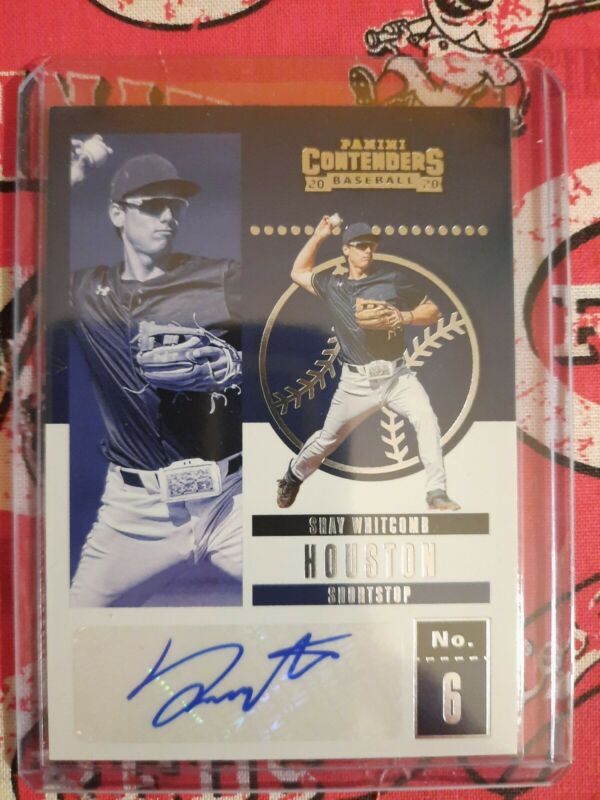 PANINI
CONTENDERS
20 BASEBALL 20
SHAY WHITCOMB
HOUSTON
SHORTSTOP
No.
6